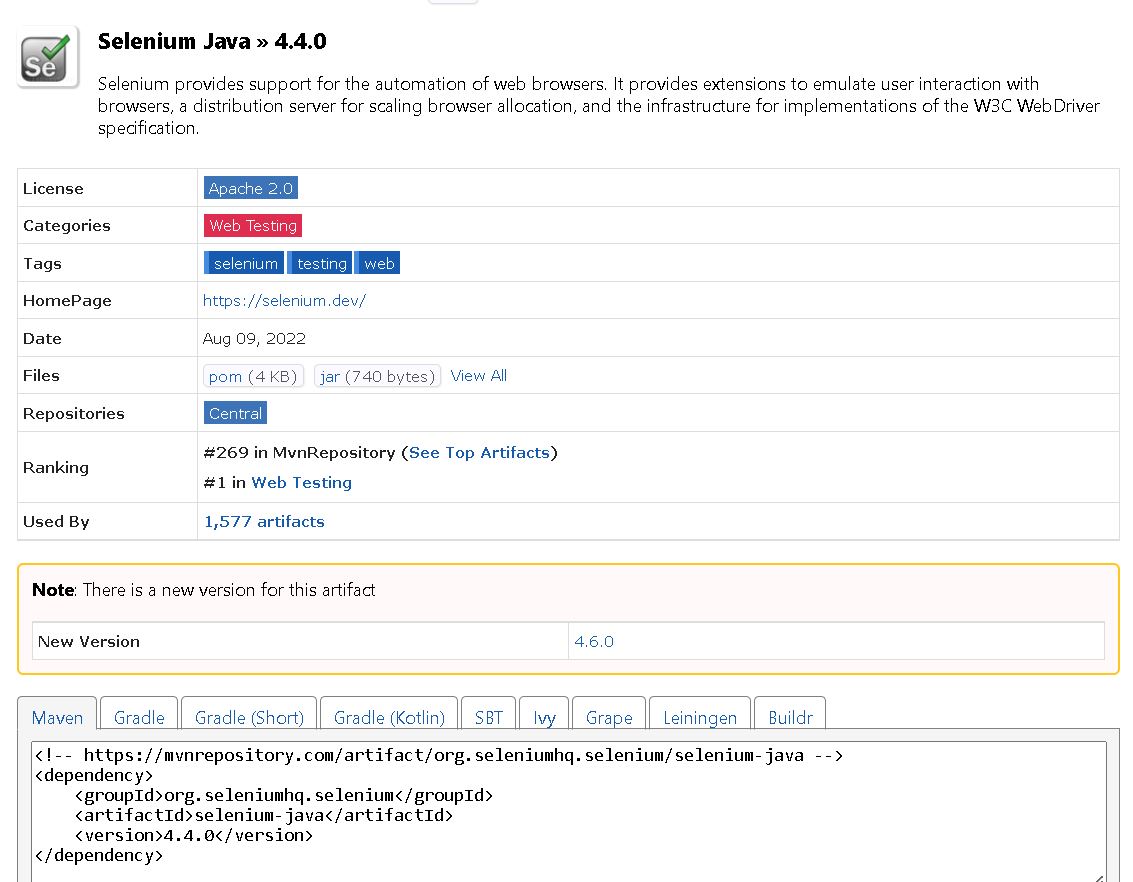 Se
Selenium Java » 4.4.0
Selenium provides support for the automation of web browsers. It provides extensions to emulate user interaction with
browsers, a distribution server for scaling browser allocation, and the infrastructure for implementations of the W3C WebDriver
specification.
License Apache 2.0
Categories Web Testing
Tags selenium testing web
HomePage https://selenium.dev/
Date Aug 09, 2022
Files pom (4 KB) jar (740 bytes) View All
Repositories Central
Ranking #269 in MvnRepository (See Top Artifacts)
#1 in Web Testing
Used By 1,577 artifacts
Note: There is a new version for this artifact
New Version 4.6.0
Maven Gradle Gradle (Short) Gradle (Kotlin) SBT Ivy Grape Leiningen Buildr
<!-- https://mvnrepository.com/artifact/org.seleniumhq.selenium/selenium-java -->
<dependency>
    <groupId>org.seleniumhq.selenium</groupId>
    <artifactId>selenium-java</artifactId>
    <version>4.4.0</version>
</dependency>